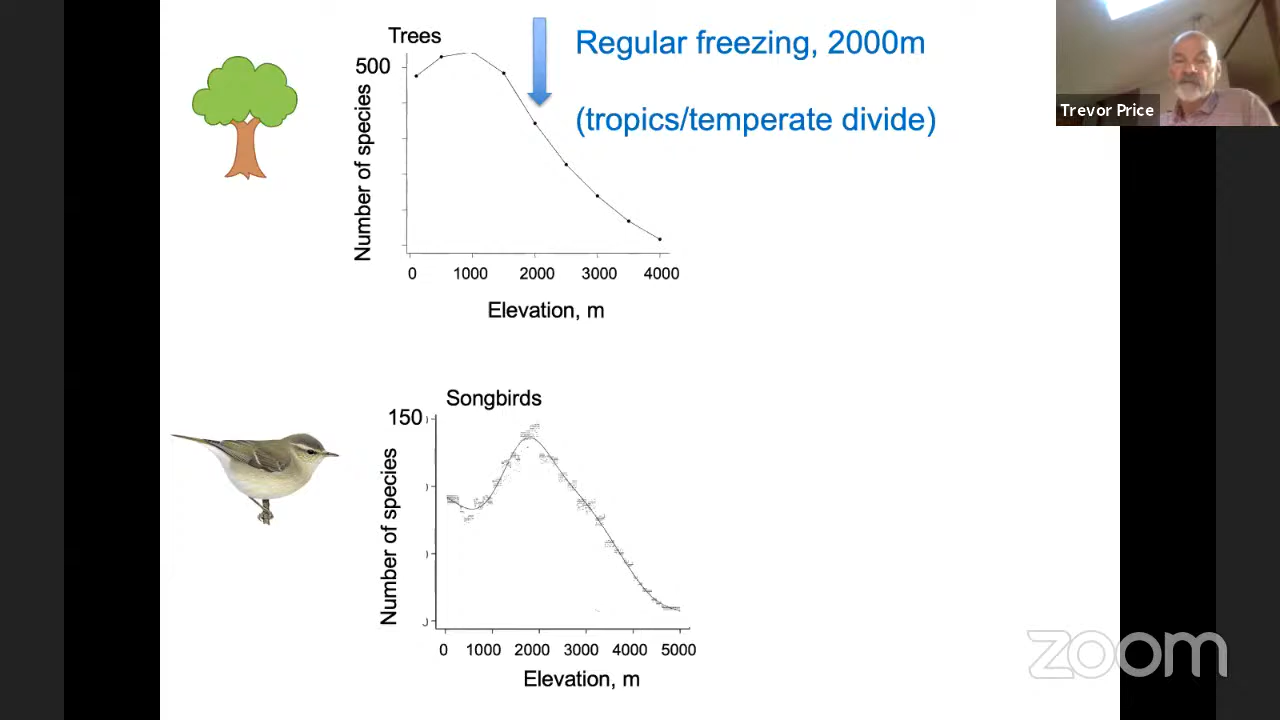 Trees
Regular freezing, 2000m
(tropics/temperate divide)
Trevor Price
500
Number of species
0 1000 2000 3000 4000
Elevation, m
Songbirds
150
Number of species
0 1000 2000 3000 4000 5000
Elevation, m
zoom